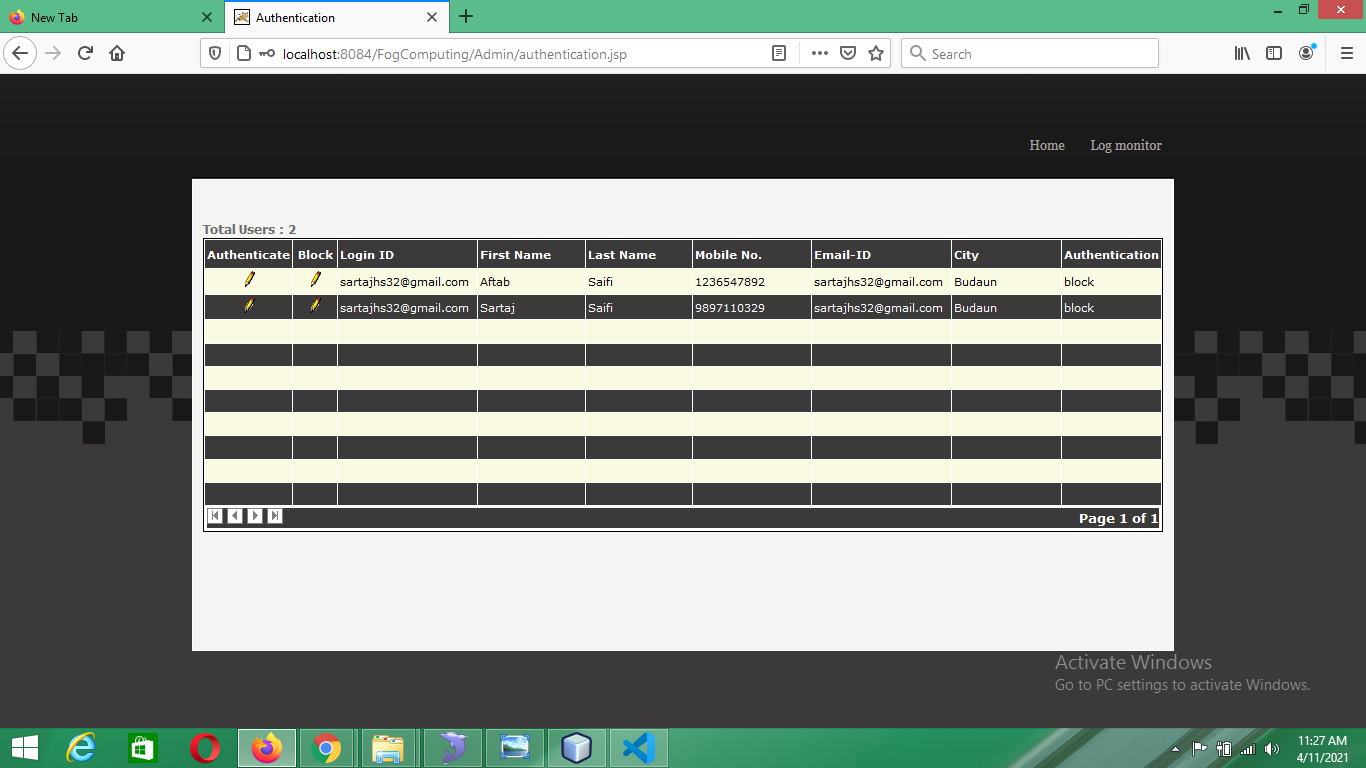 New Tab
Authentication
localhost:8084/FogComputing/Admin/authentication.jsp
Search
Home Log monitor
Total Users : 2
Authenticate Block Login ID First Name Last Name Mobile No. Email-ID City Authentication
sartajhs32@gmail.com Aftab Saifi 1236547892 sartajhs32@gmail.com Budaun block
sartajhs32@gmail.com Sartaj Saifi 9897110329 sartajhs32@gmail.com Budaun block
Page 1 of 1
Activate Windows
Go to PC settings to activate Windows.
11:27 AM
4/11/2021